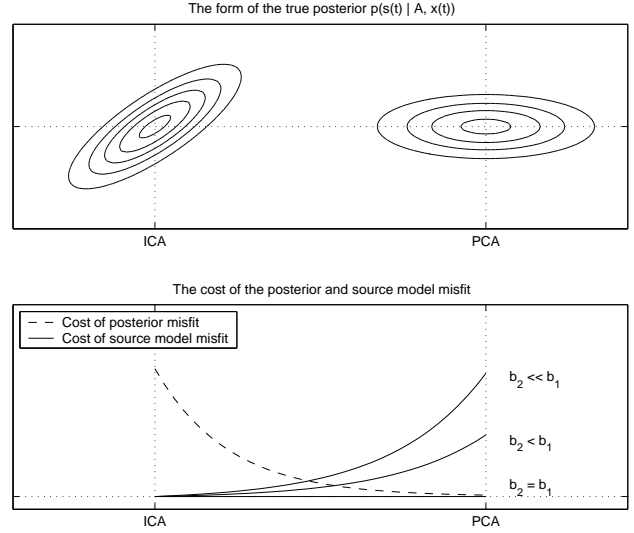 The form of the true posterior p(s(t) | A, x(t))
ICA
PCA
The cost of the posterior and source model misfit
Cost of posterior misfit
Cost of source model misfit
b2 << b1
b2 < b1
b2 = b1
ICA
PCA